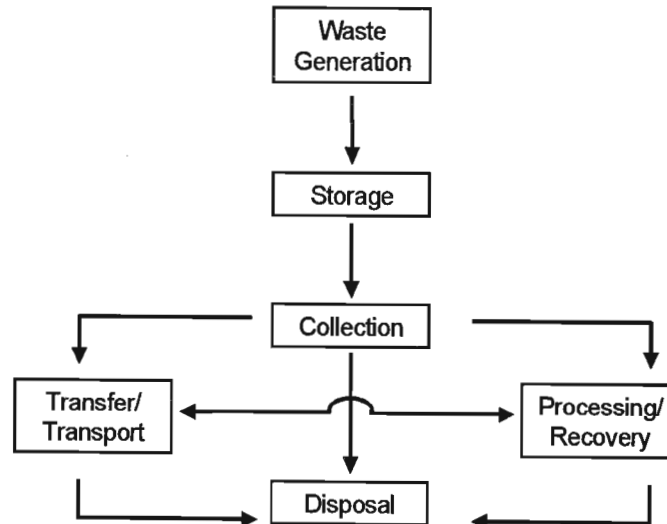 Waste
Generation
Storage
Collection
Transfer/
Transport
Processing/
Recovery
Disposal